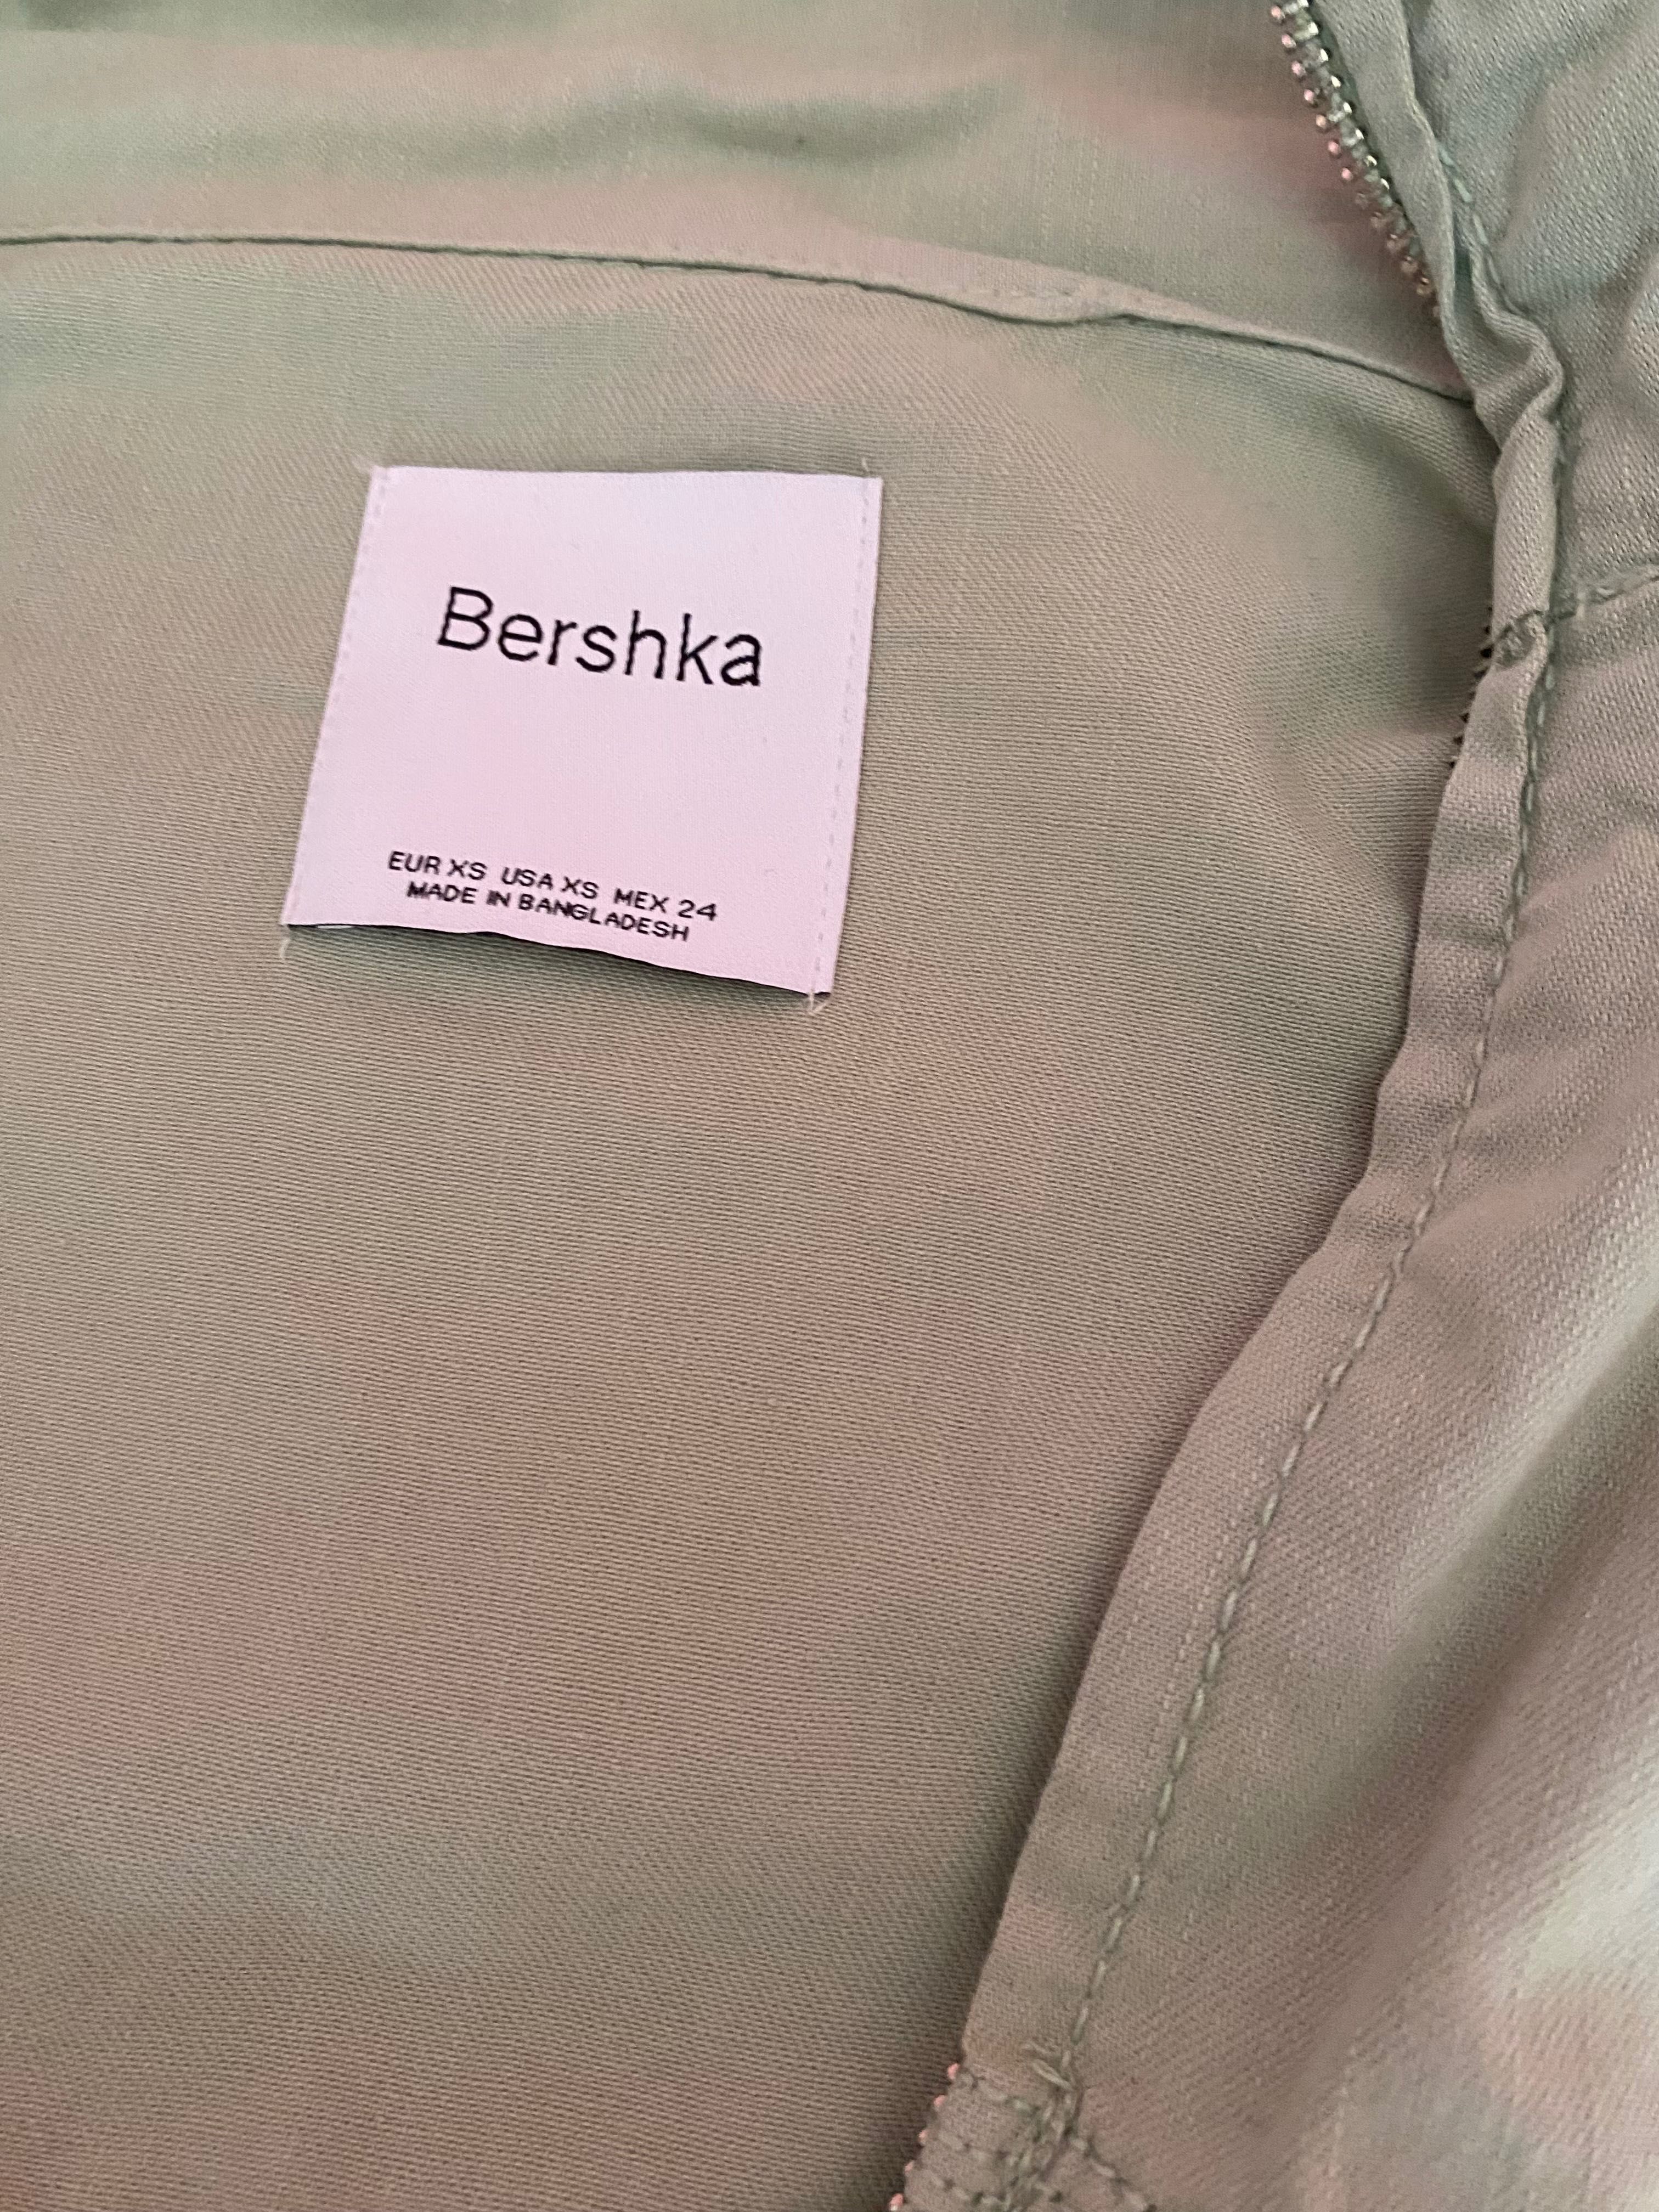 Bershka
EUR XS USA XS MEX 24
MADE IN BANGLADESH